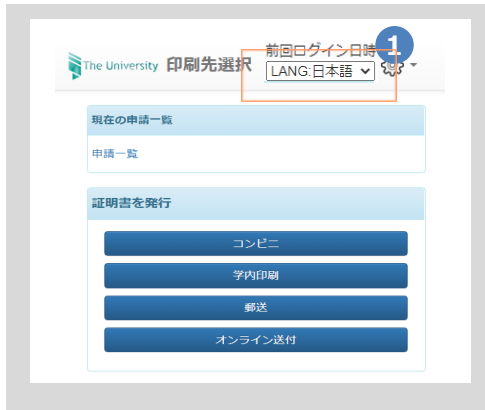 前回ログイン日時
1
The University 印刷先選択
LANG:日本語
現在の申請一覧
申請一覧
証明書を発行
コンビニ
学内印刷
郵送
オンライン送付